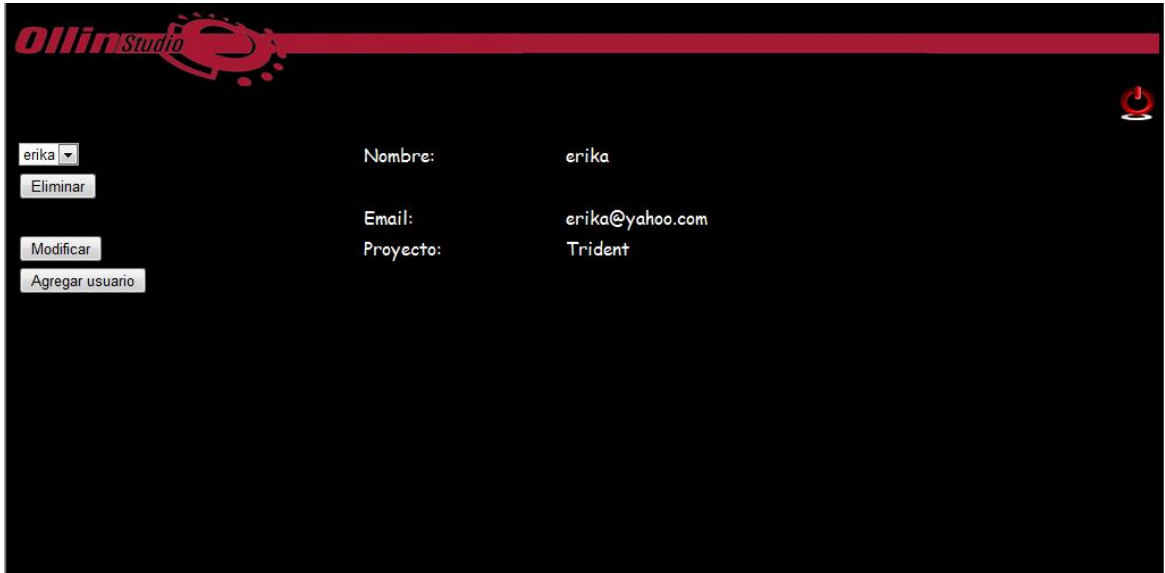 Ollin Studio
erika
Nombre: erika
Eliminar
Email: erika@yahoo.com
Modificar
Proyecto: Trident
Agregar usuario